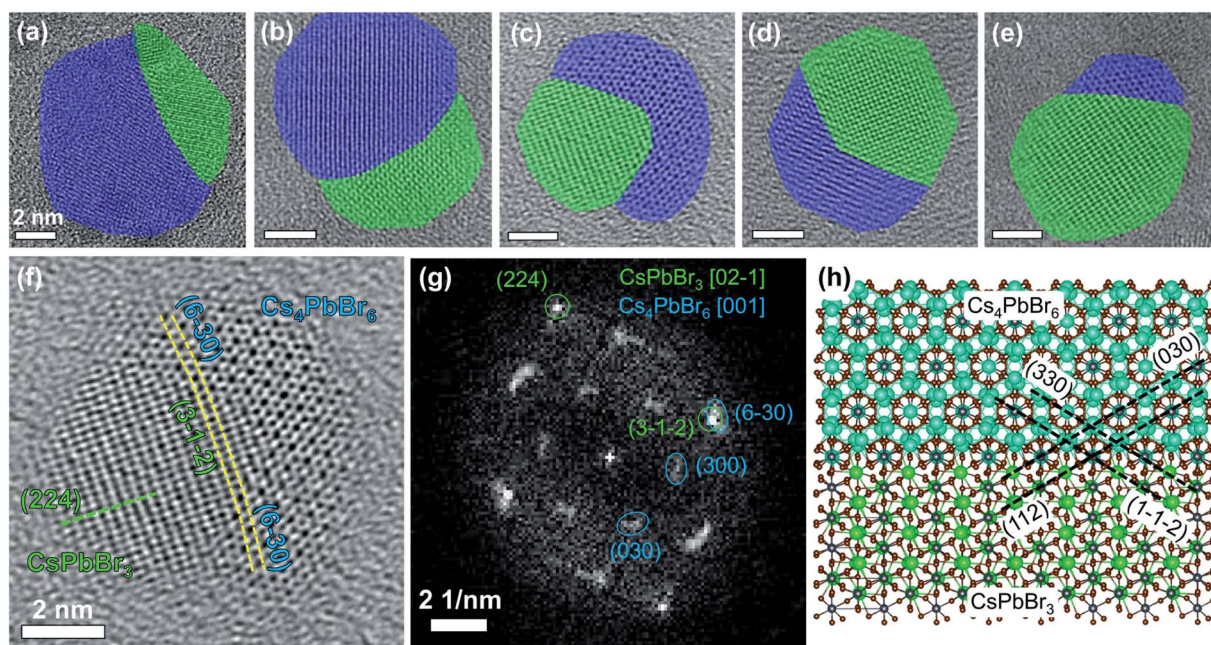 (a)
(b)
(c)
(d)
(e)
2 nm
(f)
(6-30)
Cs₄PbBr₆
(3-1-2)
(224)
CsPbBr₃
(6-30)
2 nm
(g)
(224)
CsPbBr₃ [02-1]
Cs₄PbBr₆ [001]
(3-1-2)
(6-30)
(300)
(030)
2 1/nm
(h)
Cs₄PbBr₆
(030)
(330)
(112)
(1-1-2)
CsPbBr₃